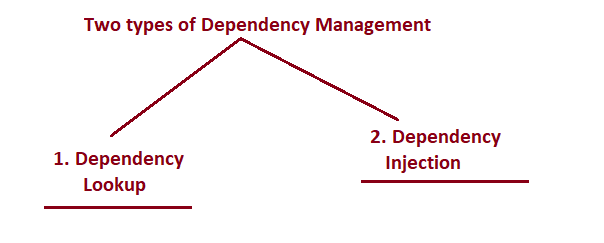 Two types of Dependency Management
1. Dependency
Lookup
2. Dependency
Injection